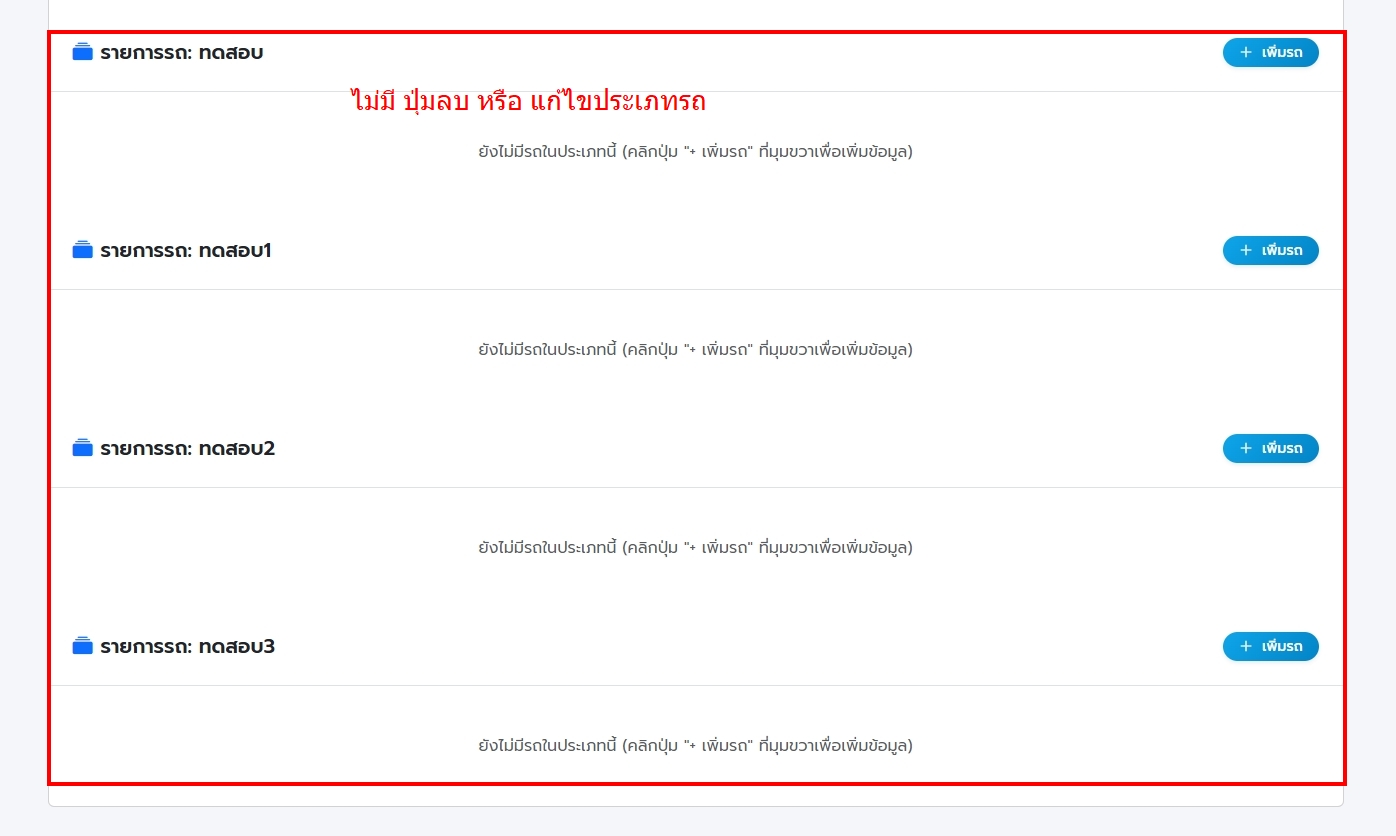 รายการรถ: ทดสอบ
+ เพิ่มรถ
ไม่มี ปุ่มลบ หรือ แก้ไขประเภทรถ
ยังไม่มีรถในประเภทนี้ (คลิกปุ่ม "+ เพิ่มรถ" ที่มุมขวาเพื่อเพิ่มข้อมูล)
รายการรถ: ทดสอบ1
+ เพิ่มรถ
ยังไม่มีรถในประเภทนี้ (คลิกปุ่ม "+ เพิ่มรถ" ที่มุมขวาเพื่อเพิ่มข้อมูล)
รายการรถ: ทดสอบ2
+ เพิ่มรถ
ยังไม่มีรถในประเภทนี้ (คลิกปุ่ม "+ เพิ่มรถ" ที่มุมขวาเพื่อเพิ่มข้อมูล)
รายการรถ: ทดสอบ3
+ เพิ่มรถ
ยังไม่มีรถในประเภทนี้ (คลิกปุ่ม "+ เพิ่มรถ" ที่มุมขวาเพื่อเพิ่มข้อมูล)